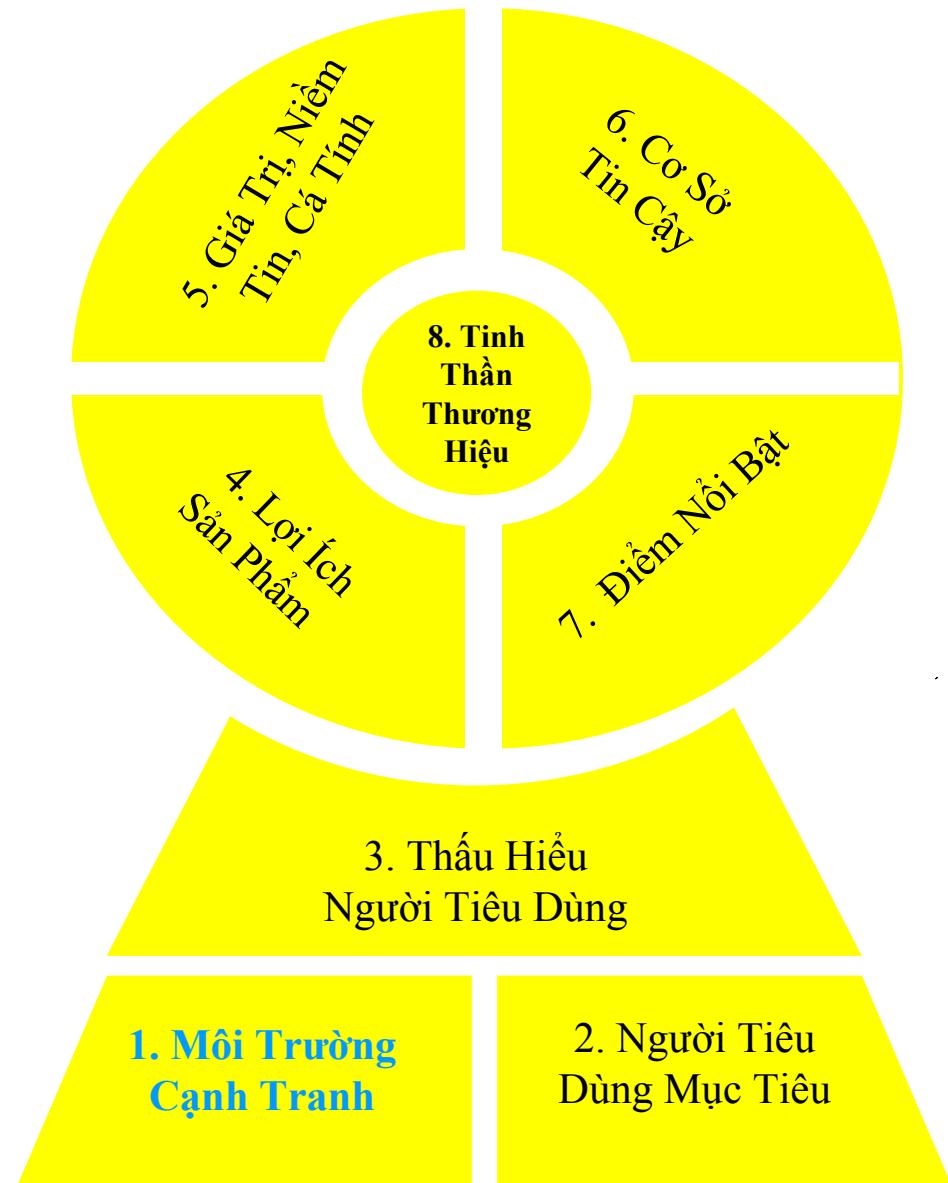 5. Giá Trị, Niềm
Tin, Cá Tính
6. Cơ Sở
Tin Cậy
8. Tinh
Thần
Thương
Hiệu
4. Lợi Ích
Sản Phẩm
7. Điểm Nổi Bật
3. Thấu Hiểu
Người Tiêu Dùng
1. Môi Trường
Cạnh Tranh
2. Người Tiêu
Dùng Mục Tiêu